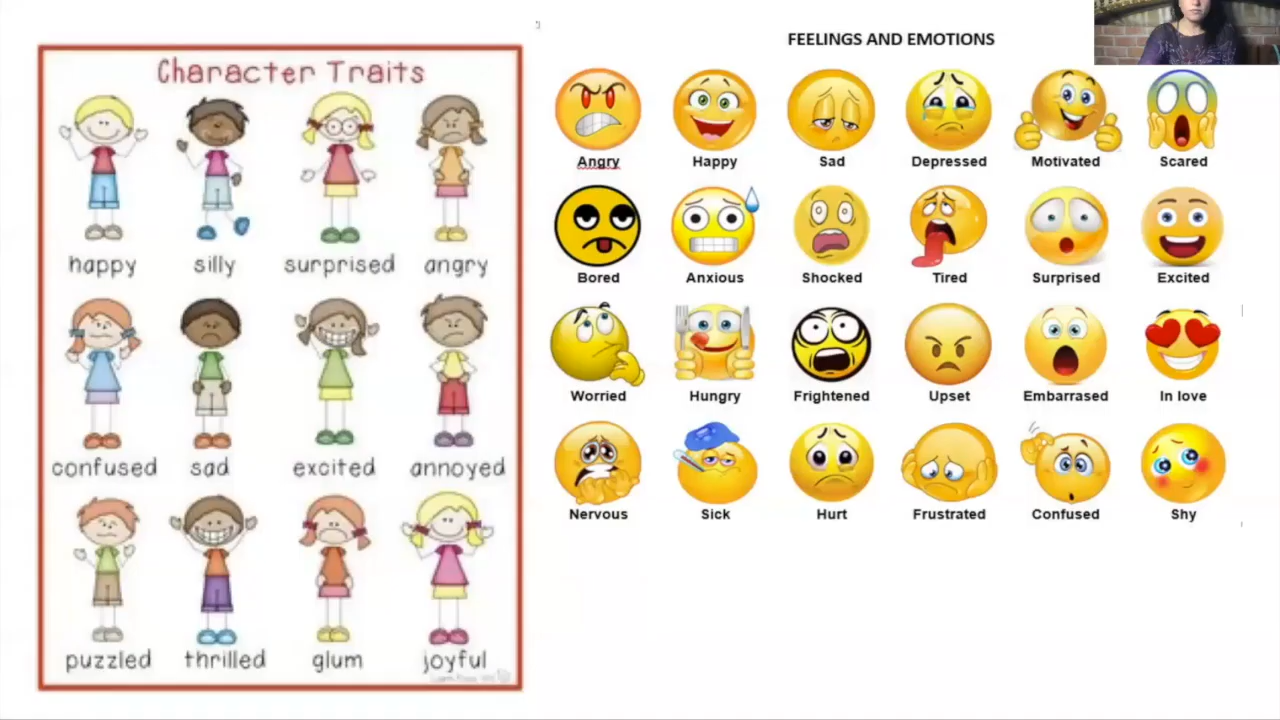 Character Traits
happy silly surprised angry
confused sad excited annoyed
puzzled thrilled glum joyful
FEELINGS AND EMOTIONS
Angry Happy Sad Depressed Motivated Scared
Bored Anxious Shocked Tired Surprised Excited
Worried Hungry Frightened Upset Embarrased In love
Nervous Sick Hurt Frustrated Confused Shy